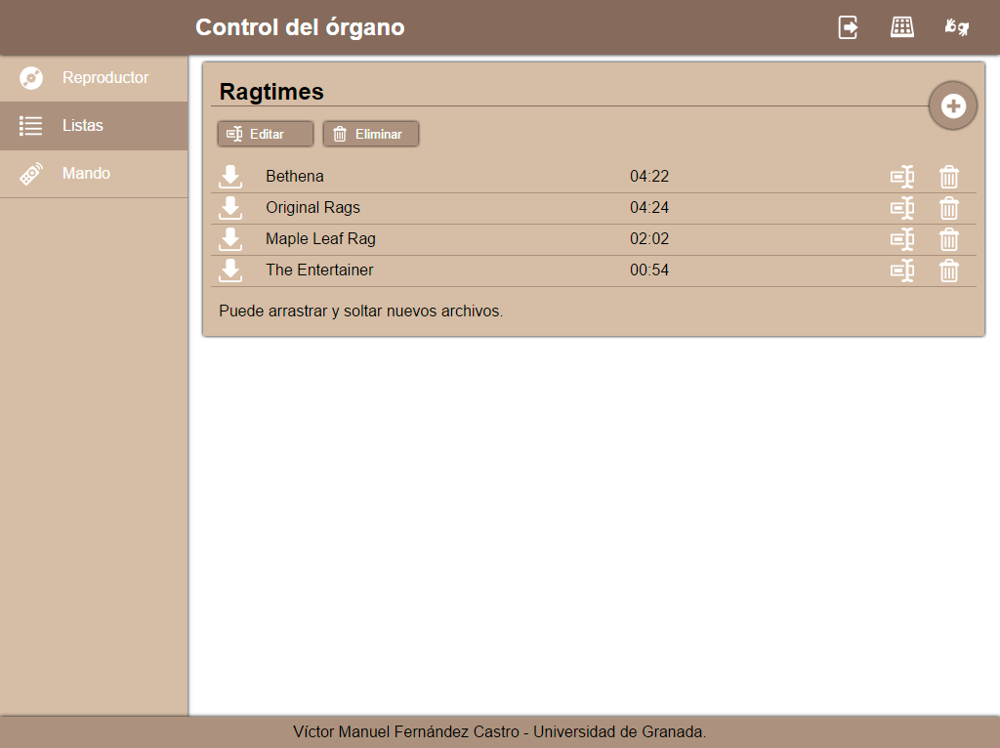 Control del órgano
Reproductor
Listas
Mando
Ragtimes
Editar Eliminar
Bethena 04:22
Original Rags 04:24
Maple Leaf Rag 02:02
The Entertainer 00:54
Puede arrastrar y soltar nuevos archivos.
Víctor Manuel Fernández Castro - Universidad de Granada.